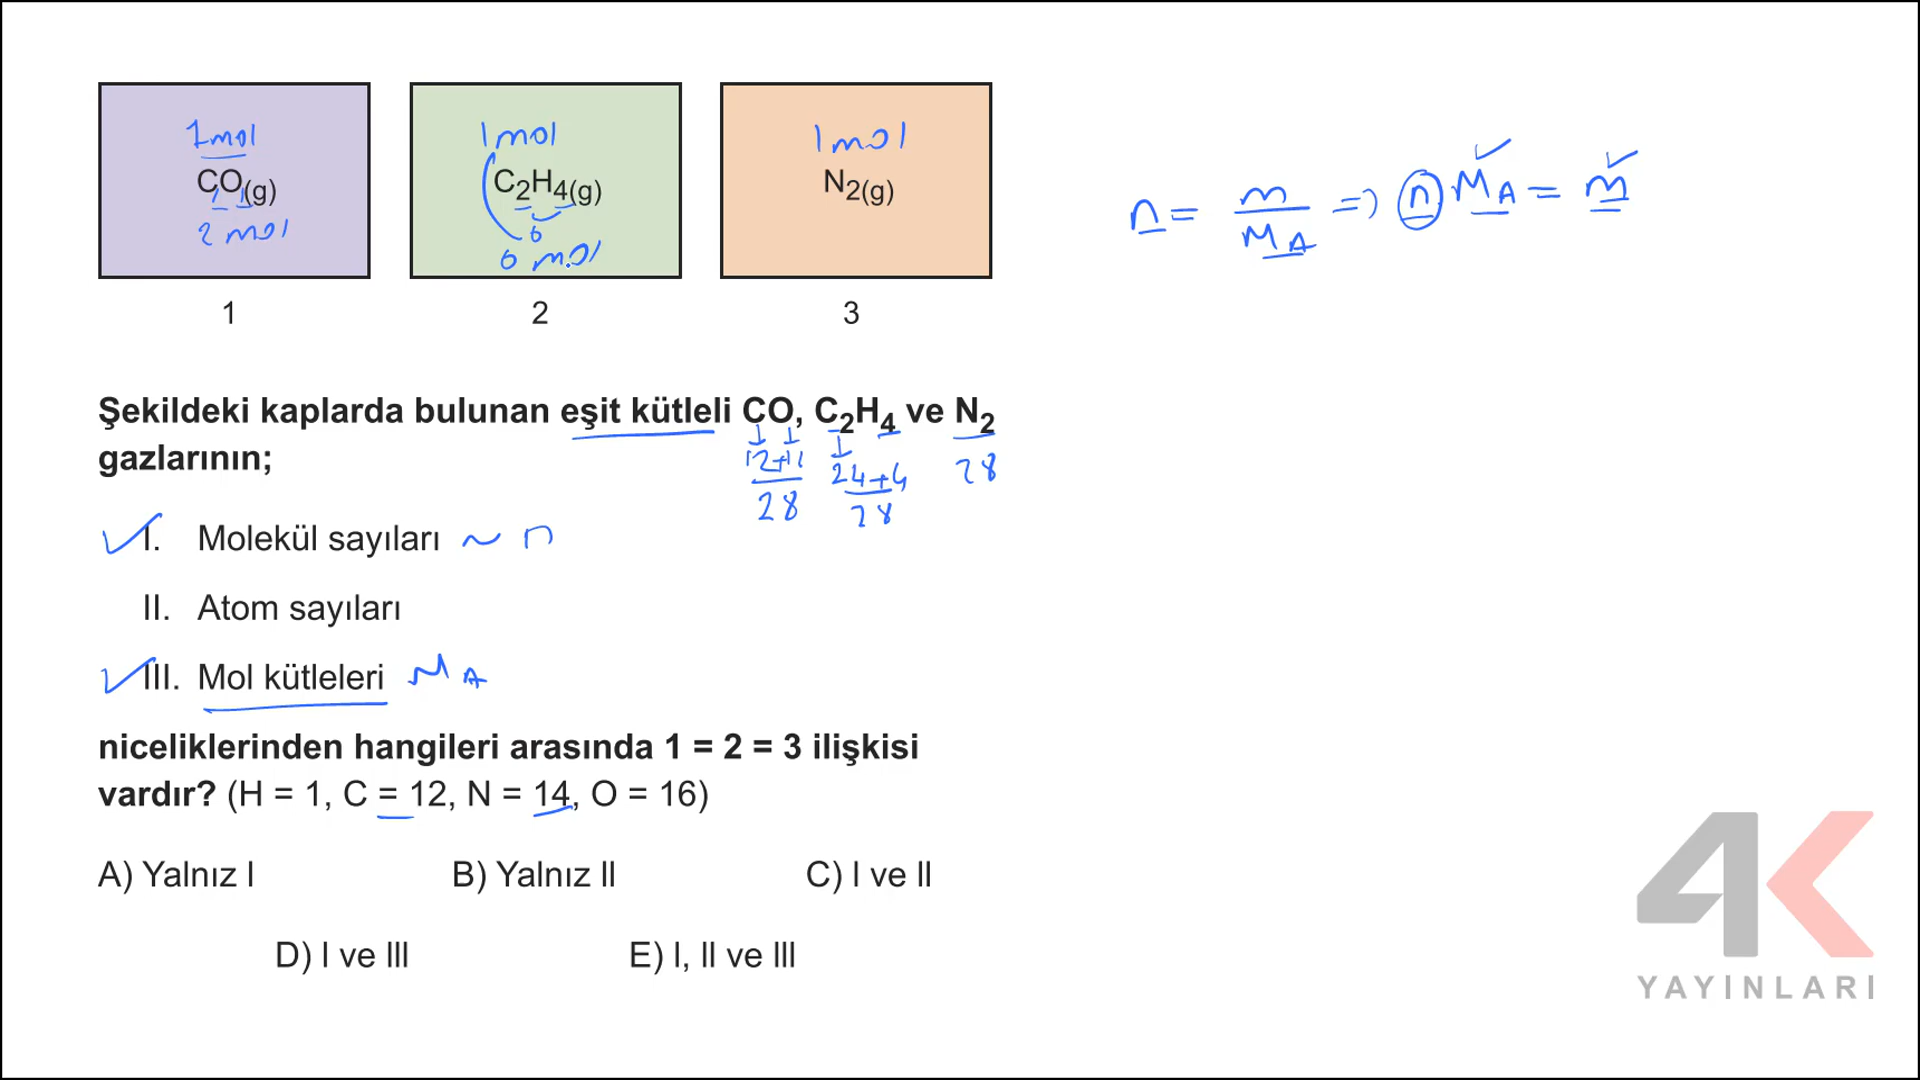 1mol
CO(g)
1 1
2 mol
1
1mol
C2H4(g)
6
6 mol
2
1mol
N2(g)
3
n = m / MA => n MA = m
Şekildeki kaplarda bulunan eşit kütleli CO, C2H4 ve N2
gazlarının;
24+4
28
28
28
I. Molekül sayıları ~ n
II. Atom sayıları
III. Mol kütleleri MA
niceliklerinden hangileri arasında 1 = 2 = 3 ilişkisi
vardır? (H = 1, C = 12, N = 14, O = 16)
A) Yalnız I B) Yalnız II C) I ve II
D) I ve III E) I, II ve III
4K
YAYINLARI